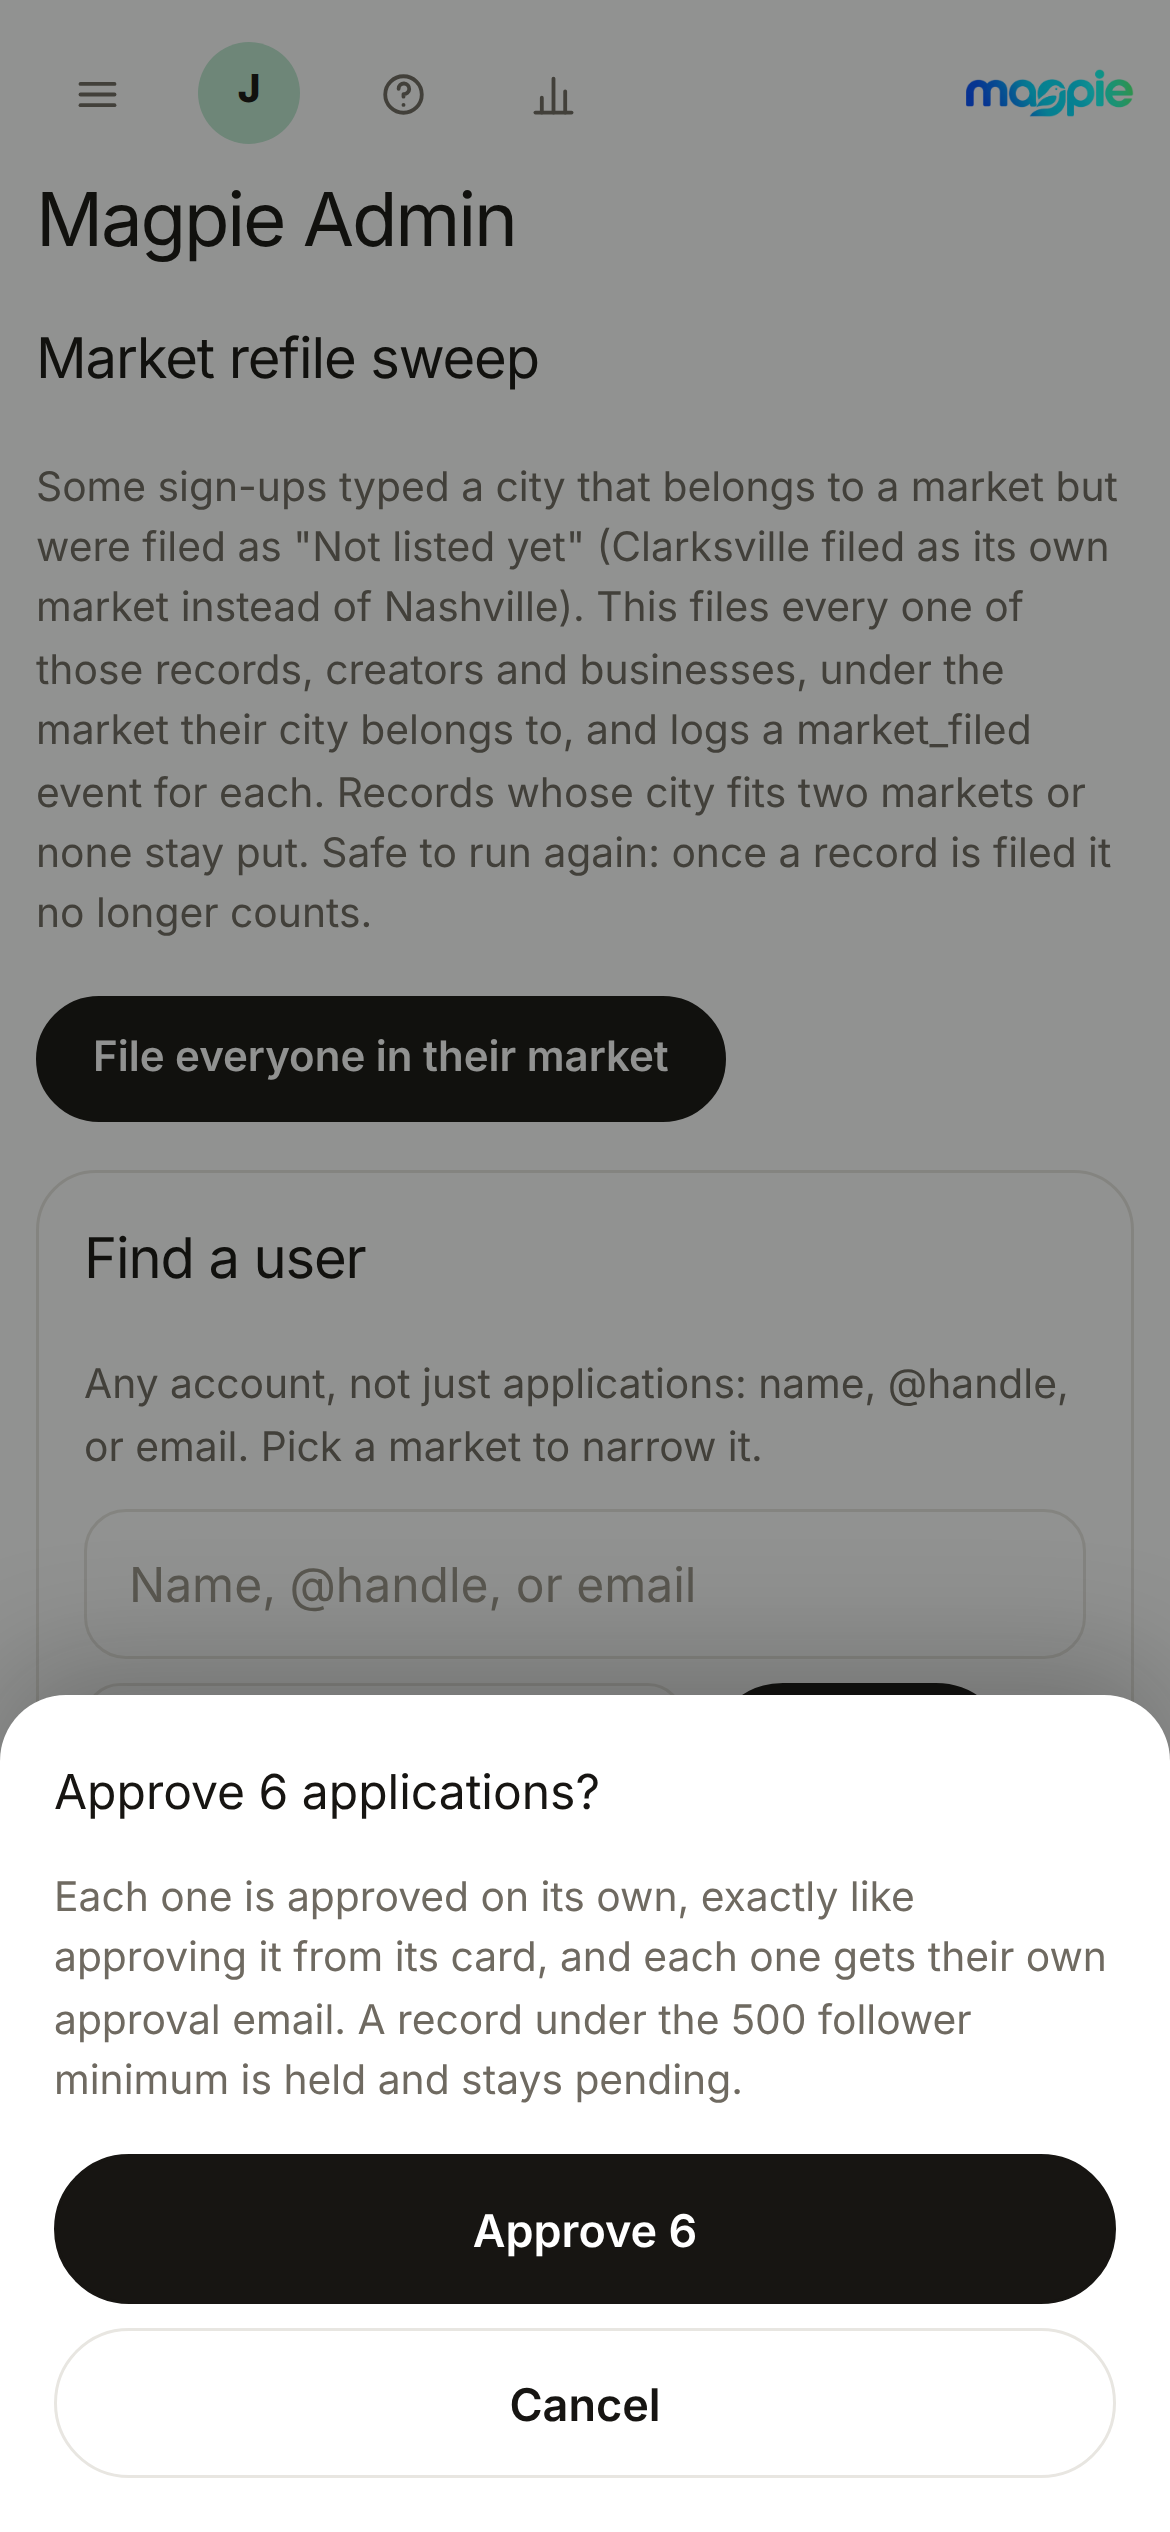 J
magpie
Magpie Admin
Market refile sweep
Some sign-ups typed a city that belongs to a market but
were filed as "Not listed yet" (Clarksville filed as its own
market instead of Nashville). This files every one of
those records, creators and businesses, under the
market their city belongs to, and logs a market_filed
event for each. Records whose city fits two markets or
none stay put. Safe to run again: once a record is filed it
no longer counts.
File everyone in their market
Find a user
Any account, not just applications: name, @handle,
or email. Pick a market to narrow it.
Name, @handle, or email
Approve 6 applications?
Each one is approved on its own, exactly like
approving it from its card, and each one gets their own
approval email. A record under the 500 follower
minimum is held and stays pending.
Approve 6
Cancel